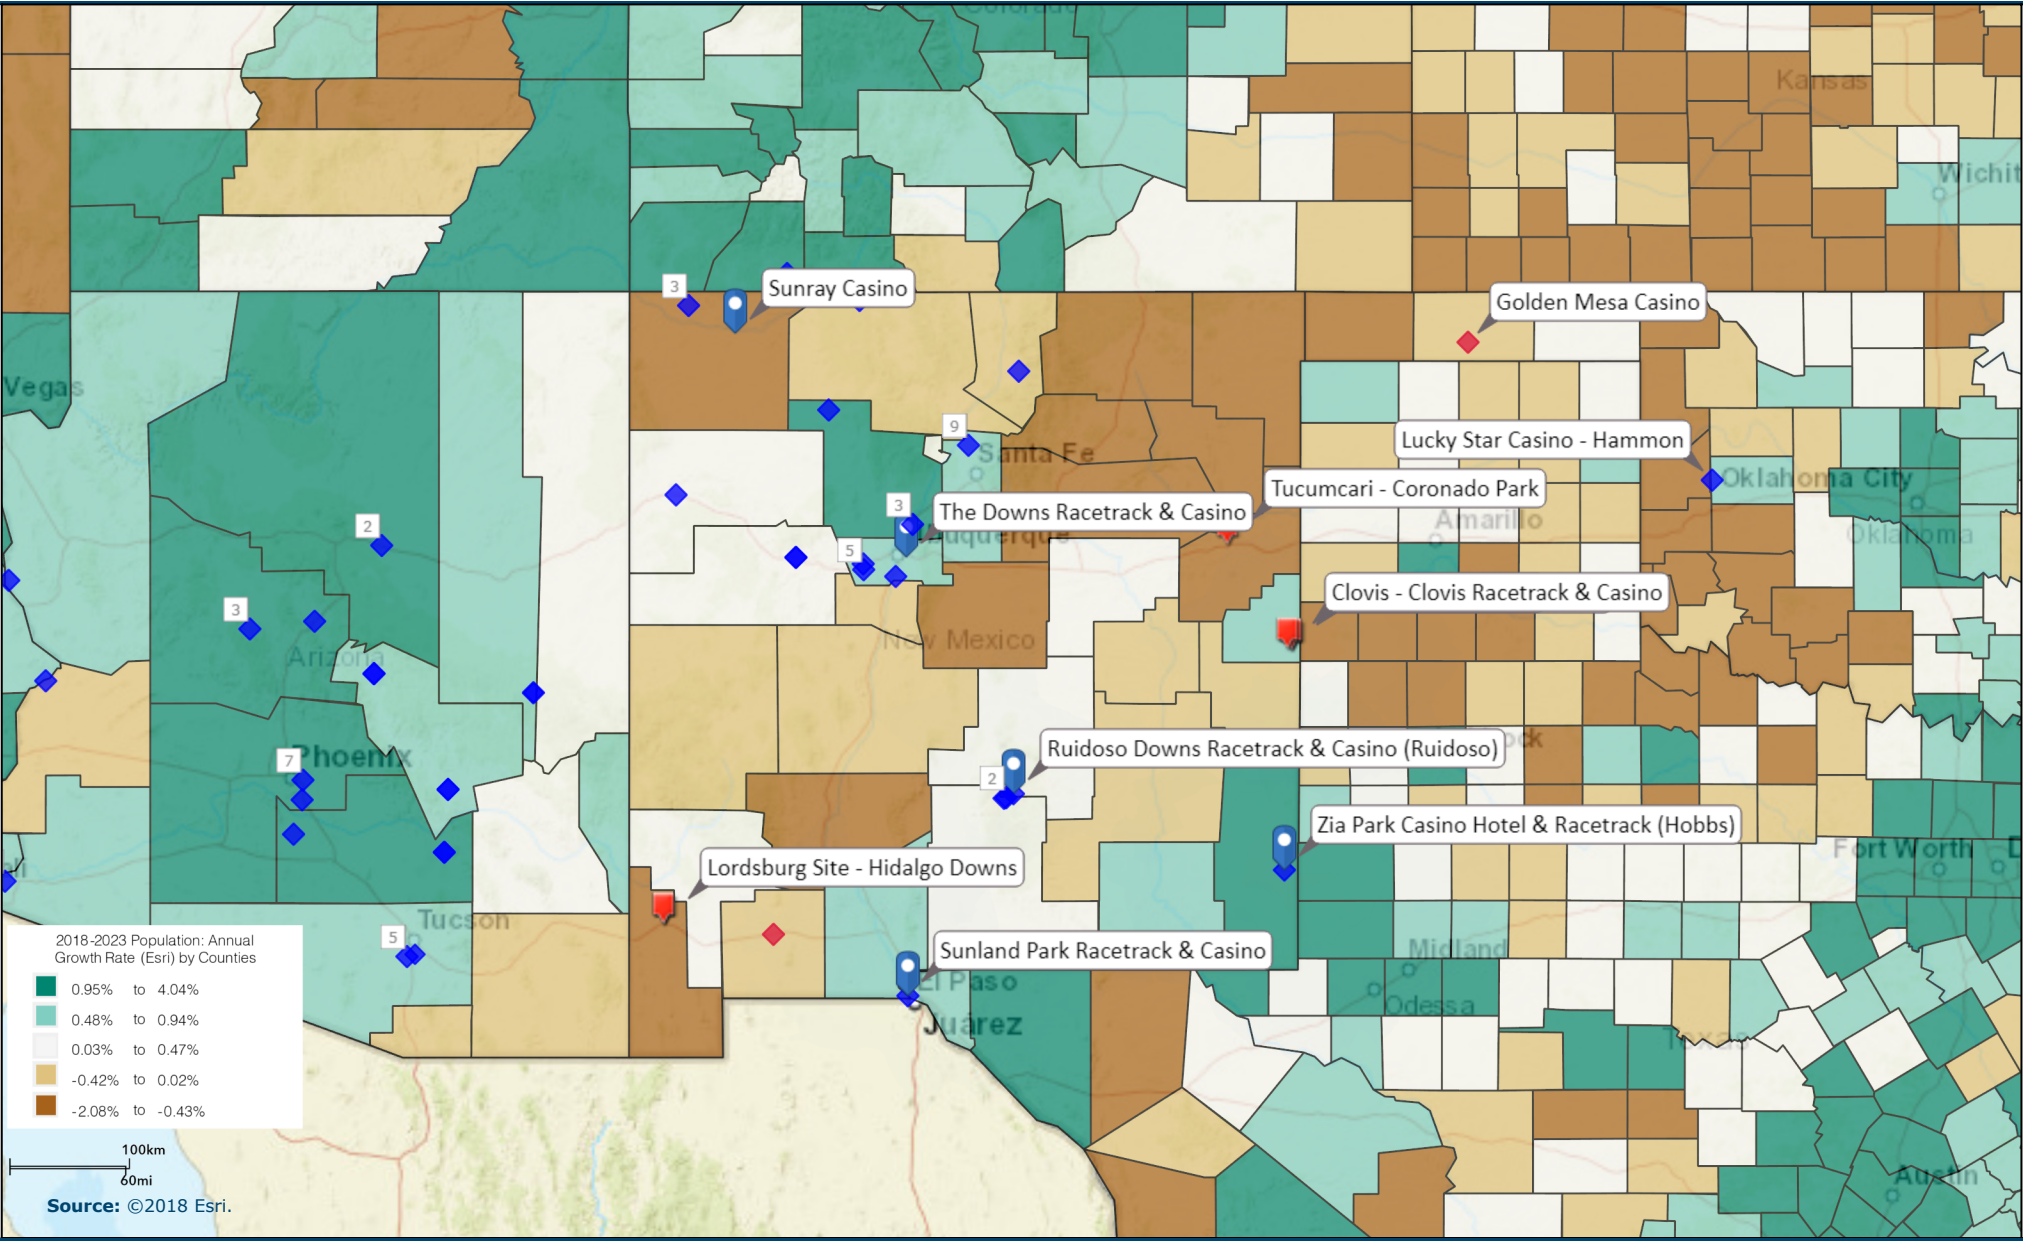 Colorado
Kansas
Wichit
3
Sunray Casino
Golden Mesa Casino
Vegas
9
Santa Fe
Lucky Star Casino - Hammon
Oklahoma City
Tucumcari - Coronado Park
3
The Downs Racetrack & Casino
Amarillo
Oklahoma
2
5
Clovis - Clovis Racetrack & Casino
3
Arizona
New Mexico
7
Phoenix
2
Ruidoso Downs Racetrack & Casino (Ruidoso)
Zia Park Casino Hotel & Racetrack (Hobbs)
Fort Worth
Lordsburg Site - Hidalgo Downs
Tucson
5
Sunland Park Racetrack & Casino
Midland
El Paso
Odessa
Juárez
Texas
Austin
2018-2023 Population: Annual
Growth Rate (Esri) by Counties
0.95% to 4.04%
0.48% to 0.94%
0.03% to 0.47%
-0.42% to 0.02%
-2.08% to -0.43%
100km
60mi
Source: ©2018 Esri.